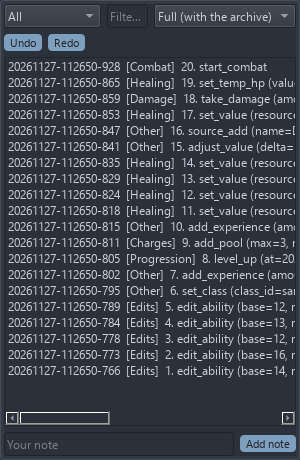 All
Filte...
Full (with the archive)
Undo
Redo
20261127-112650-928 [Combat] 20. start_combat
20261127-112650-865 [Healing] 19. set_temp_hp (valu
20261127-112650-859 [Damage] 18. take_damage (am
20261127-112650-853 [Healing] 17. set_value (resourc
20261127-112650-847 [Other] 16. source_add (name=D
20261127-112650-841 [Other] 15. adjust_value (delta=
20261127-112650-835 [Healing] 14. set_value (resourc
20261127-112650-829 [Healing] 13. set_value (resourc
20261127-112650-824 [Healing] 12. set_value (resourc
20261127-112650-818 [Healing] 11. set_value (resourc
20261127-112650-815 [Other] 10. add_experience (amo
20261127-112650-811 [Charges] 9. add_pool (max=3, r
20261127-112650-805 [Progression] 8. level_up (at=20
20261127-112650-802 [Other] 7. add_experience (amou
20261127-112650-795 [Other] 6. set_class (class_id=sa
20261127-112650-789 [Edits] 5. edit_ability (base=12, r
20261127-112650-784 [Edits] 4. edit_ability (base=13, r
20261127-112650-778 [Edits] 3. edit_ability (base=12, r
20261127-112650-773 [Edits] 2. edit_ability (base=16, r
20261127-112650-766 [Edits] 1. edit_ability (base=14, r
Your note
Add note